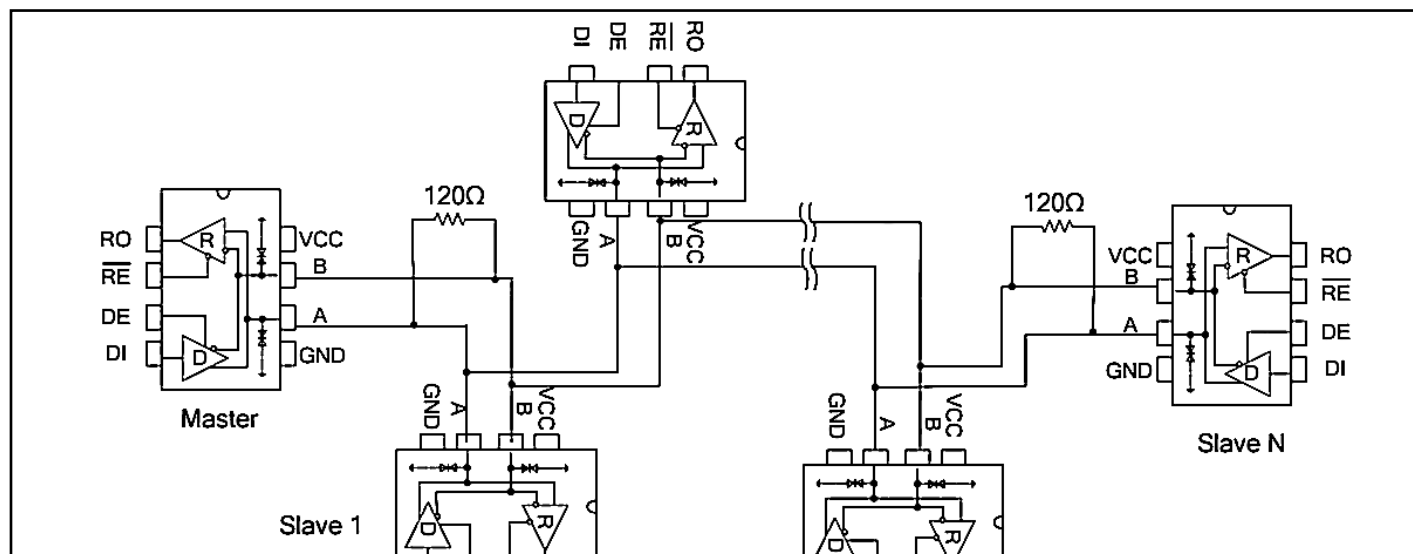 DI DE RE RO
D R
GND A B VCC
120Ω
RO R VCC
RE B
DE A
DI D GND
Master
120Ω
VCC R RO
B RE
A DE
GND D DI
Slave N
GND A B VCC
D R
Slave 1
GND A B VCC
D R